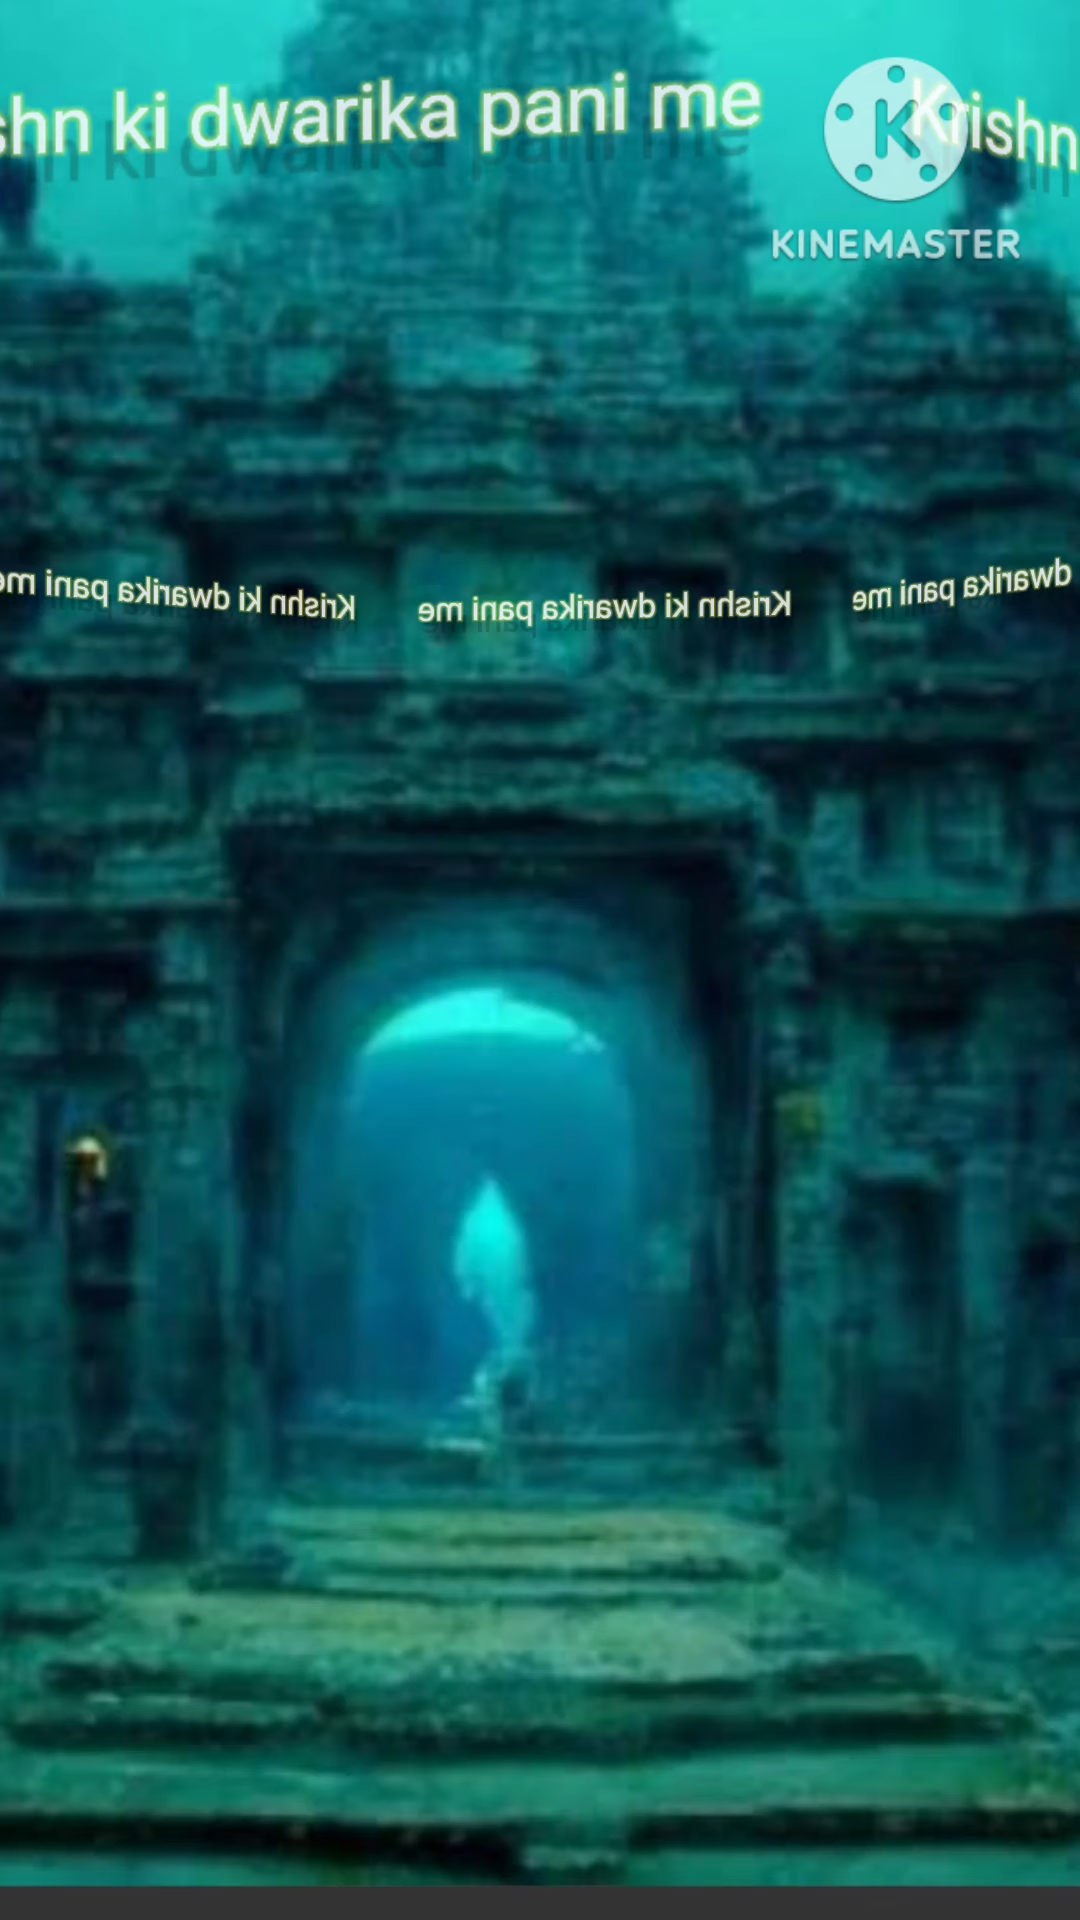 shn ki dwarika pani me
Krishn
KINEMASTER
me Krishn ki dwarika pani
Krishn ki dwarika pani me
dwarika pani me